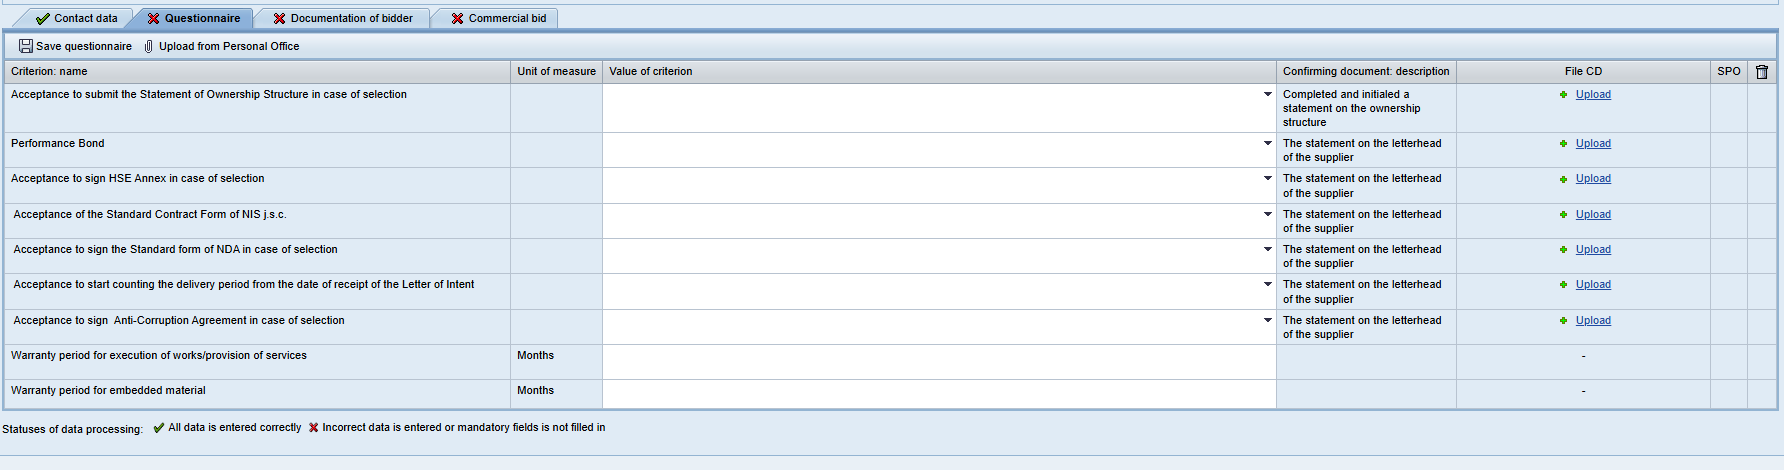 Contact data Questionnaire Documentation of bidder Commercial bid
Save questionnaire Upload from Personal Office
Criterion: name Unit of measure Value of criterion Confirming document: description File CD SPO
Acceptance to submit the Statement of Ownership Structure in case of selection Completed and initialed a Upload
statement on the ownership
structure
Performance Bond The statement on the letterhead Upload
of the supplier
Acceptance to sign HSE Annex in case of selection The statement on the letterhead Upload
of the supplier
Acceptance of the Standard Contract Form of NIS j.s.c. The statement on the letterhead Upload
of the supplier
Acceptance to sign the Standard form of NDA in case of selection The statement on the letterhead Upload
of the supplier
Acceptance to start counting the delivery period from the date of receipt of the Letter of Intent The statement on the letterhead Upload
of the supplier
Acceptance to sign  Anti-Corruption Agreement in case of selection The statement on the letterhead Upload
of the supplier
Warranty period for execution of works/provision of services Months -
Warranty period for embedded material Months -
Statuses of data processing: All data is entered correctly Incorrect data is entered or mandatory fields is not filled in